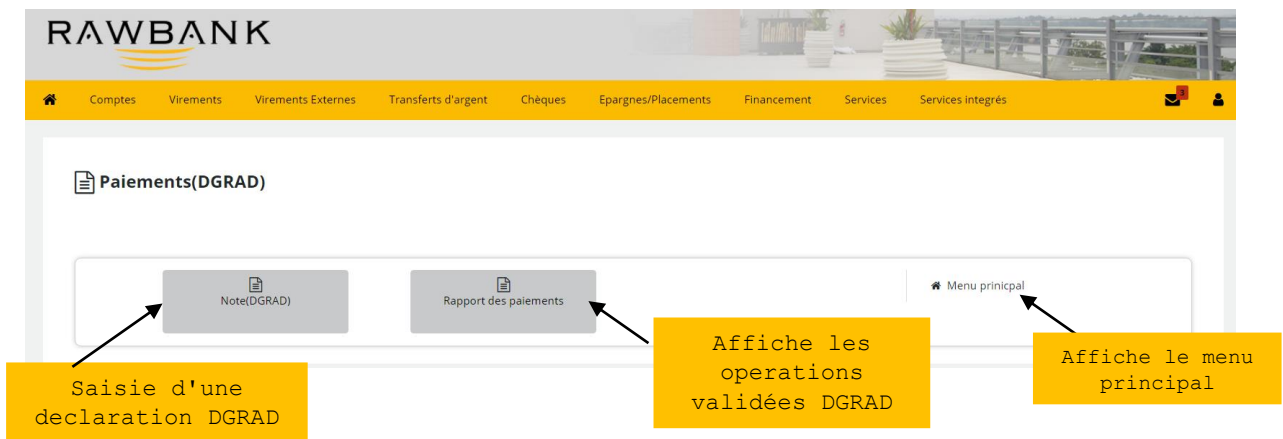 RAWBANK
Comptes Virements Virements Externes Transferts d'argent Chèques Epargnes/Placements Financement Services Services integrés 3
Paiements(DGRAD)
Note(DGRAD)
Rapport des paiements
Menu prinicpal
Saisie d'une
declaration DGRAD
Affiche les
operations
validées DGRAD
Affiche le menu
principal